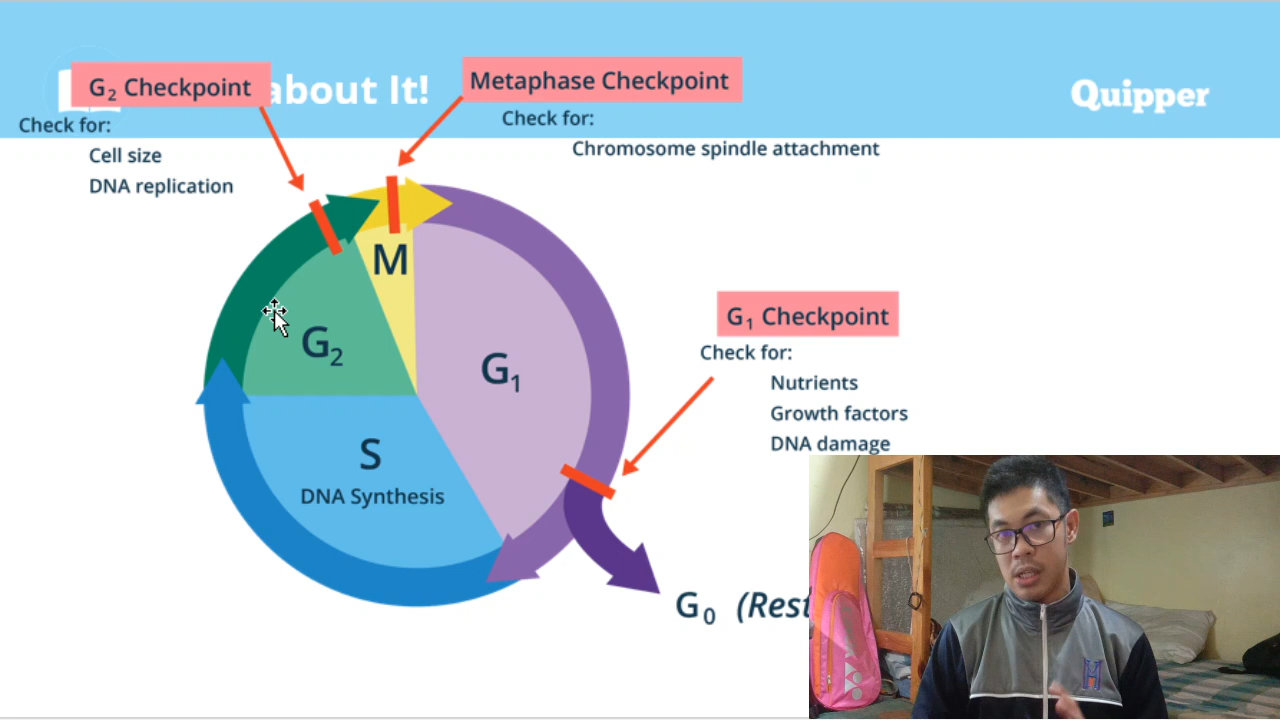 G2 Checkpoint
about It!
Metaphase Checkpoint
Quipper
Check for:
Cell size
DNA replication
Check for:
Chromosome spindle attachment
M
G2
G1
S
DNA Synthesis
G1 Checkpoint
Check for:
Nutrients
Growth factors
DNA damage
G0 (Rest